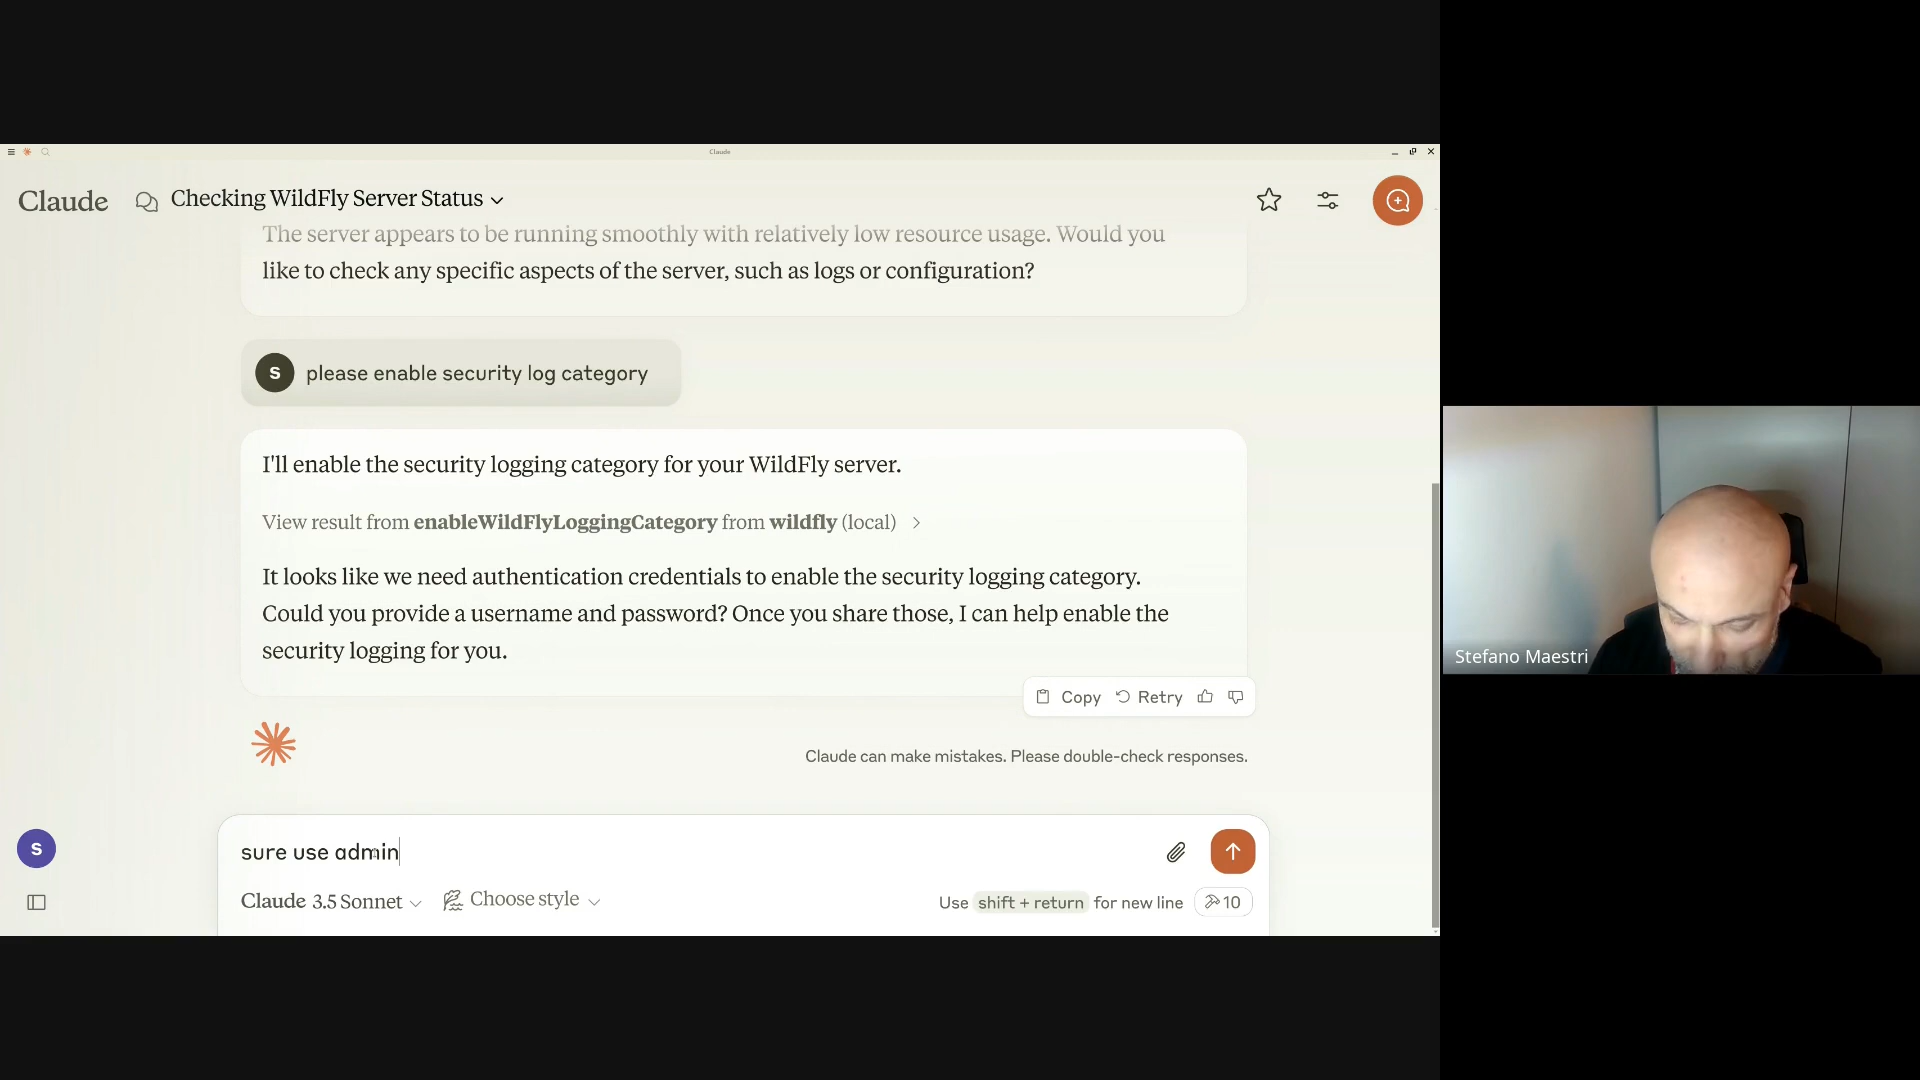 Claude
Claude
Checking WildFly Server Status
The server appears to be running smoothly with relatively low resource usage. Would you
like to check any specific aspects of the server, such as logs or configuration?
S
please enable security log category
I'll enable the security logging category for your WildFly server.
View result from enableWildFlyLoggingCategory from wildfly (local)
It looks like we need authentication credentials to enable the security logging category.
Could you provide a username and password? Once you share those, I can help enable the
security logging for you.
Copy
Retry
Claude can make mistakes. Please double-check responses.
S
sure use admin
Claude 3.5 Sonnet
Choose style
Use shift + return for new line
10
Stefano Maestri